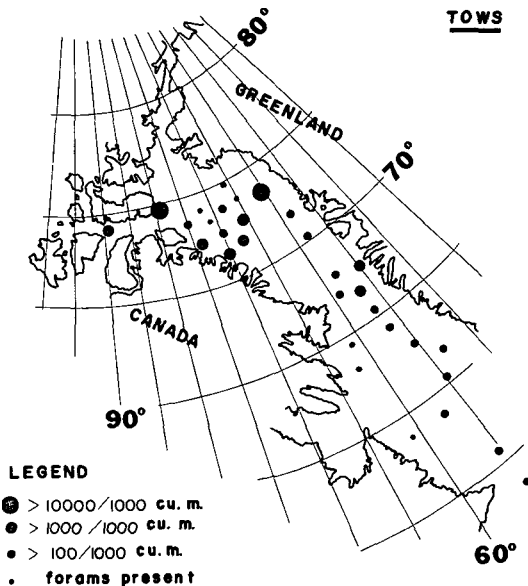 TOWS
80°
GREENLAND
70°
CANADA
90°
LEGEND
> 10000/1000 cu. m.
> 1000/1000 cu. m.
> 100/1000 cu. m.
forams present
60°